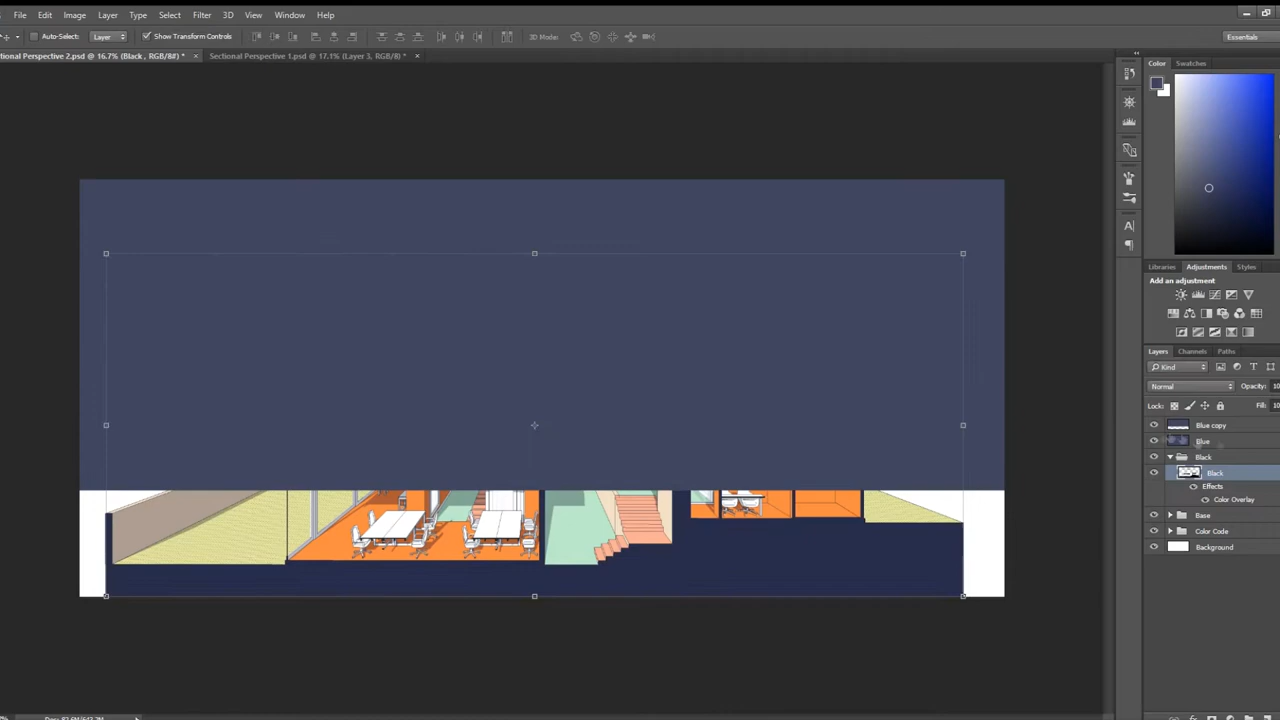 File Edit Image Layer Type Select Filter 3D View Window Help
Auto-Select: Layer Show Transform Controls 3D Mode: Essentials
tional Perspective 2.psd @ 16.7% (Black , RGB/8#) * × Sectional Perspective 1.psd @ 17.1% (Layer 3, RGB/8) * ×
Color Swatches
Libraries Adjustments Styles
Add an adjustment
Layers Channels Paths
Kind
Normal Opacity: 10
Lock: Fill: 10
Blue copy
Blue
Black
Black
Effects
Color Overlay
Base
Color Code
Background